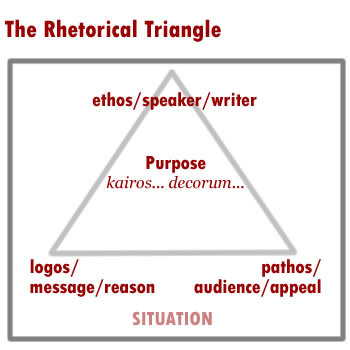 The Rhetorical Triangle
ethos/speaker/writer
Purpose
kairos... decorum...
logos/
message/reason
pathos/
audience/appeal
SITUATION